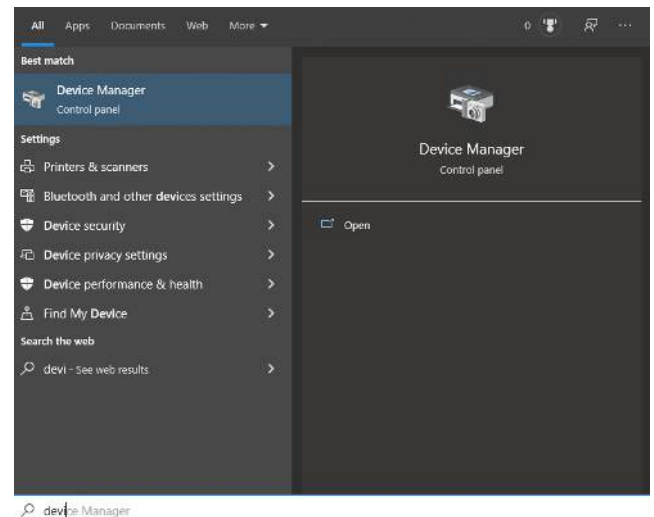 All Apps Documents Web More
0
Best match
Device Manager
Control panel
Settings
Printers & scanners
Bluetooth and other devices settings
Device security
Device privacy settings
Device performance & health
Find My Device
Search the web
devi - See web results
Device Manager
Control panel
Open
device Manager